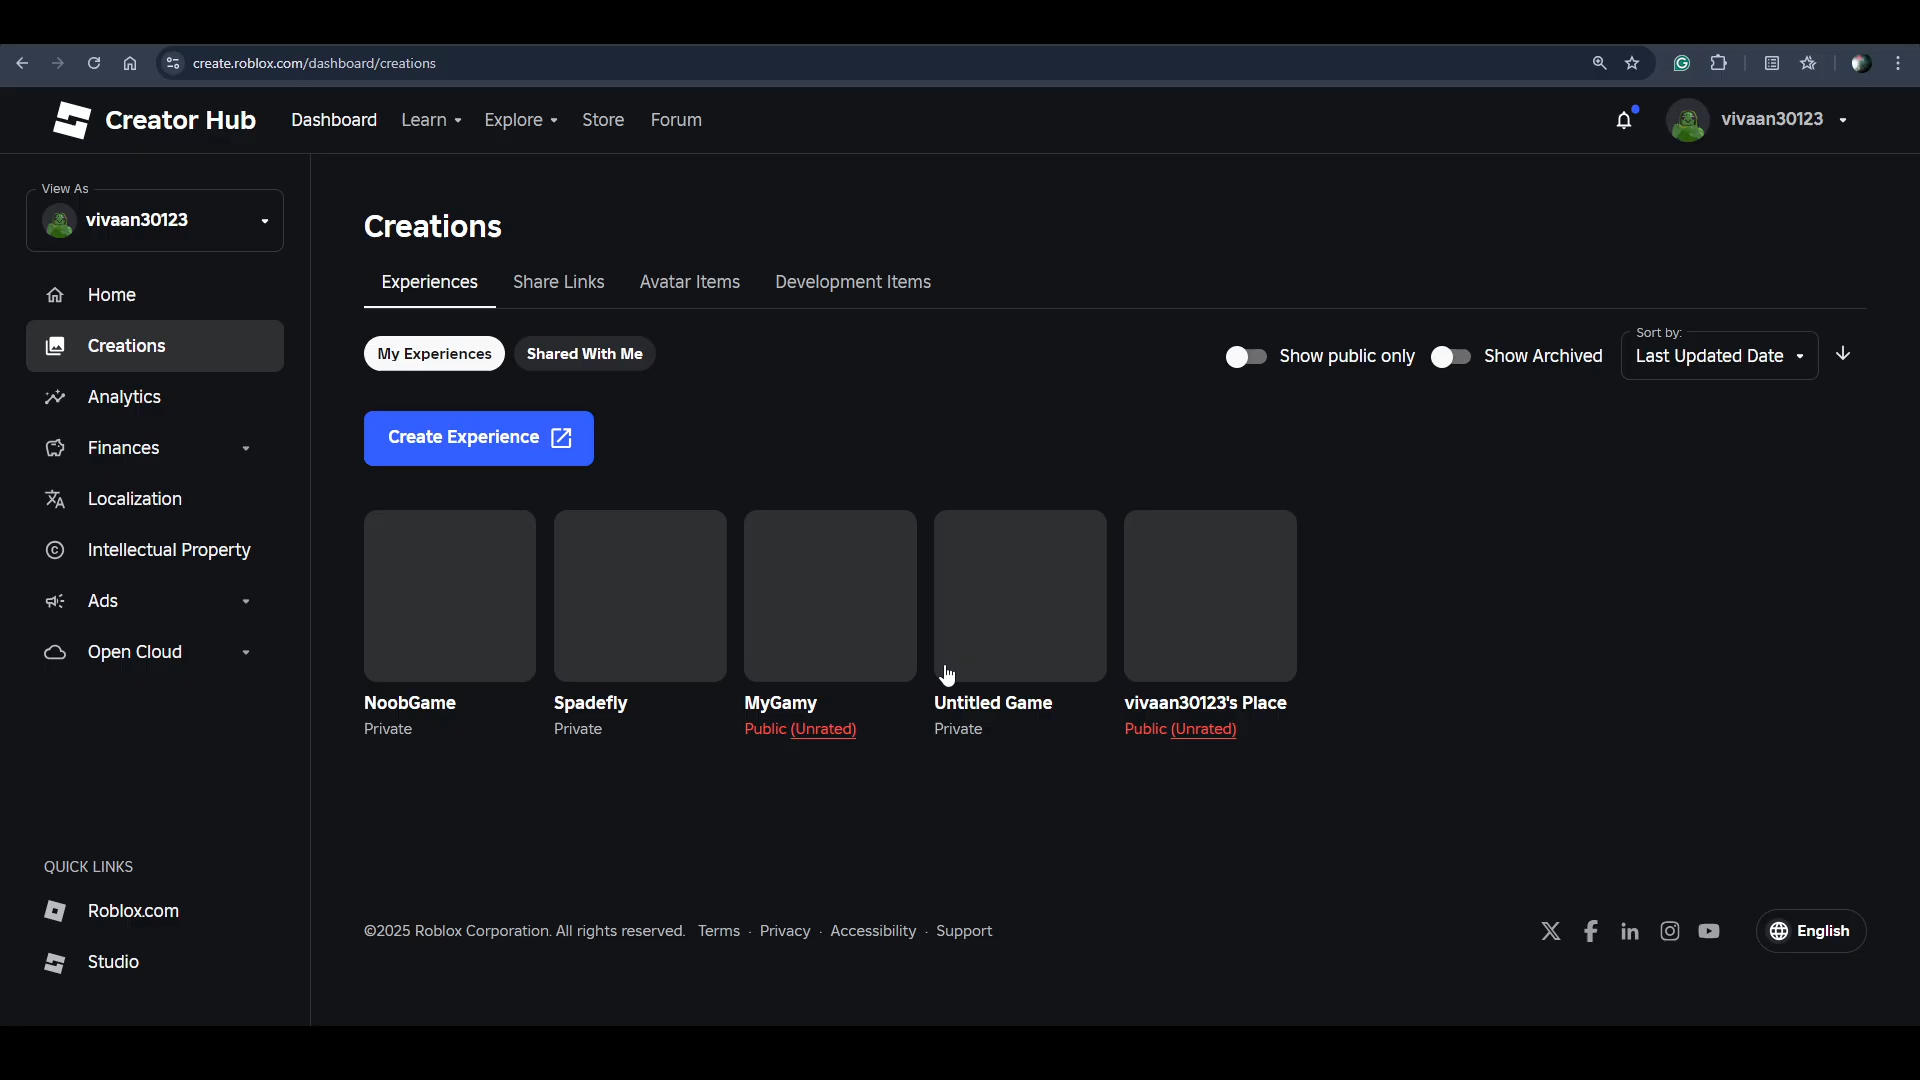 create.roblox.com/dashboard/creations
Creator Hub
Dashboard
Learn
Explore
Store
Forum
vivaan30123
View As
vivaan30123
Home
Creations
Analytics
Finances
Localization
Intellectual Property
Ads
Open Cloud
QUICK LINKS
Roblox.com
Studio
Creations
Experiences
Share Links
Avatar Items
Development Items
My Experiences
Shared With Me
Show public only
Show Archived
Sort by:
Last Updated Date
Create Experience
NoobGame
Private
Spadefly
Private
MyGamy
Public (Unrated)
Untitled Game
Private
vivaan30123's Place
Public (Unrated)
©2025 Roblox Corporation. All rights reserved.
Terms · Privacy · Accessibility · Support
English